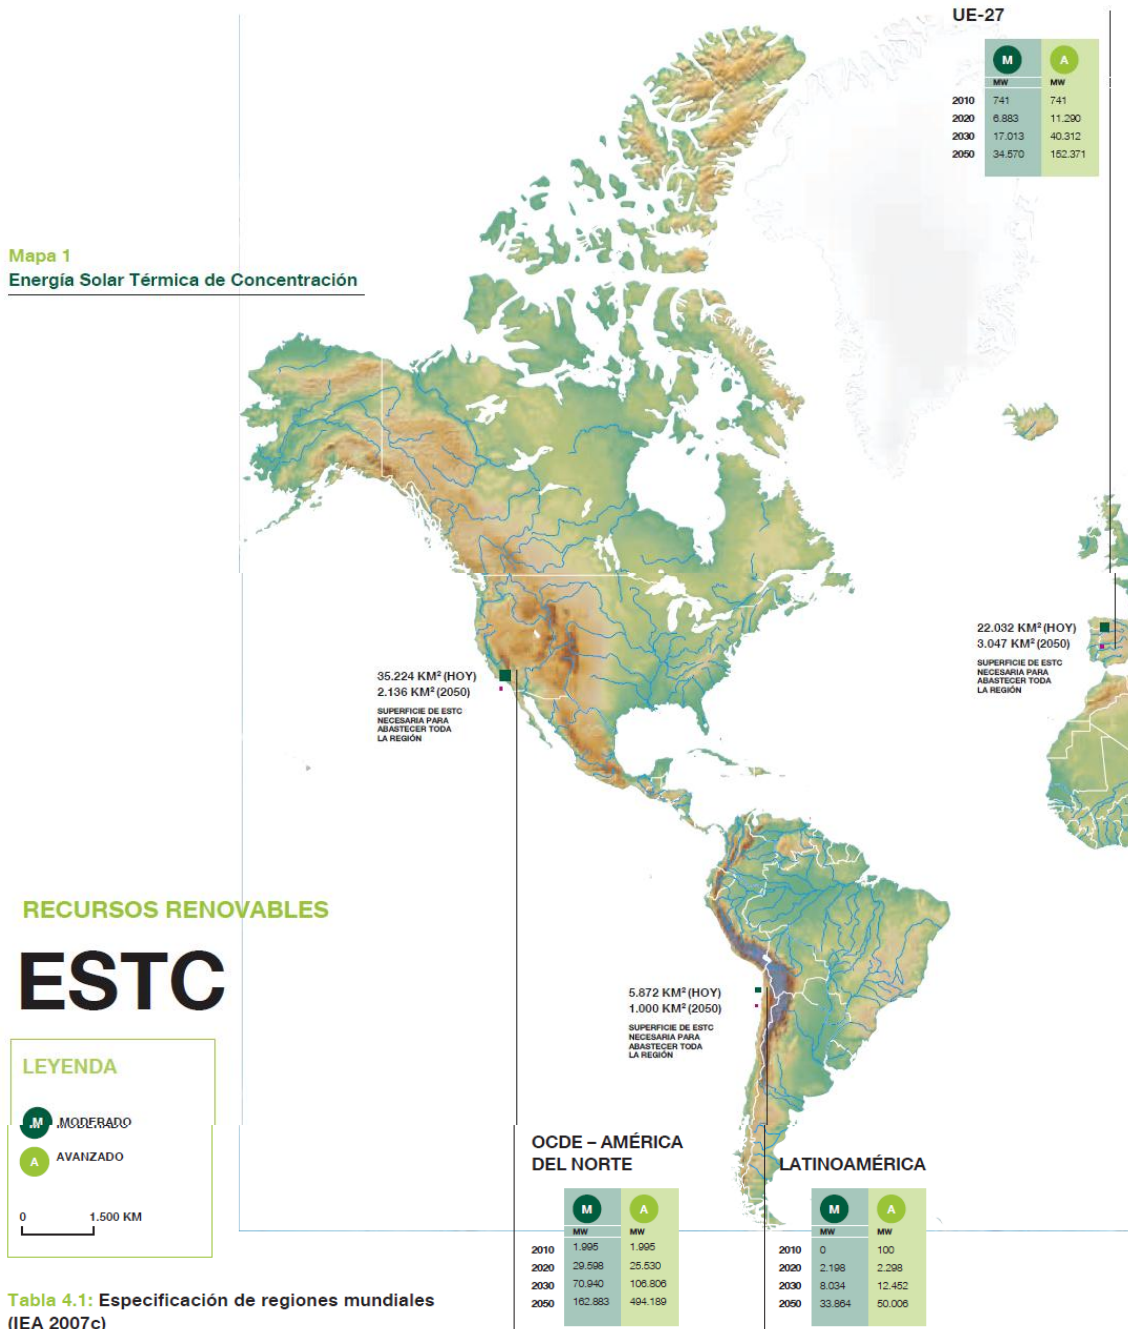 UE-27
M A
MW MW
2010 741 741
2020 6.883 11.290
2030 17.013 40.312
2050 34.570 152.371
Mapa 1
Energía Solar Térmica de Concentración
22.032 KM² (HOY)
3.047 KM² (2050)
SUPERFICIE DE ESTC
NECESARIA PARA
ABASTECER TODA
LA REGIÓN
35.224 KM² (HOY)
2.136 KM² (2050)
SUPERFICIE DE ESTC
NECESARIA PARA
ABASTECER TODA
LA REGIÓN
RECURSOS RENOVABLES
ESTC
5.872 KM² (HOY)
1.000 KM² (2050)
SUPERFICIE DE ESTC
NECESARIA PARA
ABASTECER TODA
LA REGIÓN
LEYENDA
M MODERADO
A AVANZADO
0 1.500 KM
OCDE – AMÉRICA
DEL NORTE
M A
MW MW
2010 1.995 1.995
2020 29.598 25.530
2030 70.940 106.806
2050 162.883 494.189
LATINOAMÉRICA
M A
MW MW
2010 0 100
2020 2.198 2.298
2030 8.034 12.452
2050 33.864 50.006
Tabla 4.1: Especificación de regiones mundiales
(IEA 2007c)